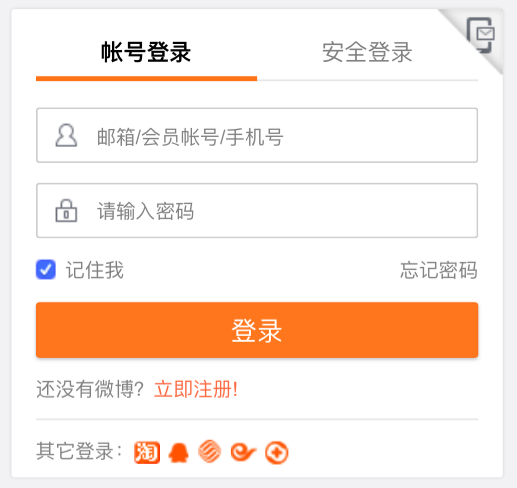 帐号登录 安全登录
邮箱/会员帐号/手机号
请输入密码
记住我 忘记密码
登录
还没有微博？立即注册!
其它登录： 淘